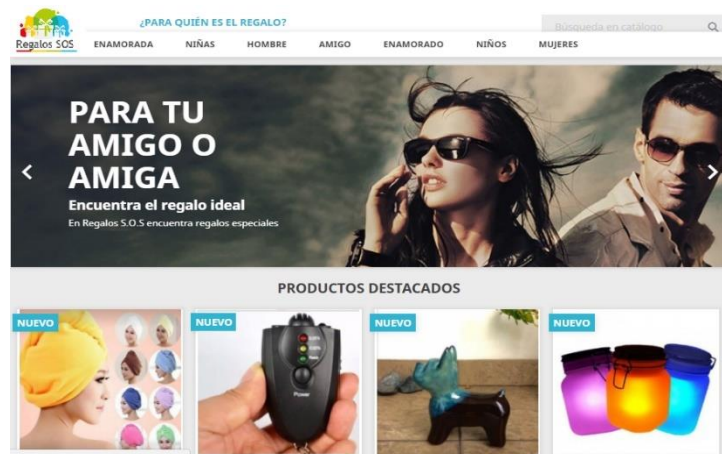 ¿PARA QUIÉN ES EL REGALO?
Búsqueda en catálogo
Regalos SOS
ENAMORADA NIÑAS HOMBRE AMIGO ENAMORADO NIÑOS MUJERES
PARA TU
AMIGO O
AMIGA
Encuentra el regalo ideal
En Regalos S.O.S encuentra regalos especiales
PRODUCTOS DESTACADOS
NUEVO
NUEVO
NUEVO
NUEVO
Power